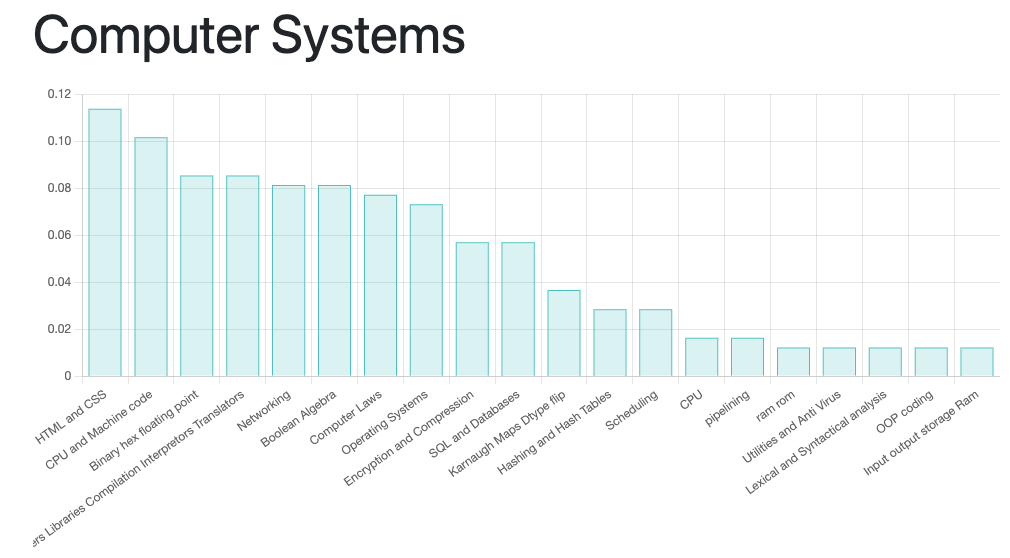 Computer Systems
0.12
0.10
0.08
0.06
0.04
0.02
0
HTML and CSS
CPU and Machine code
Binary hex floating point
Libraries Compilation Interpretors Translators
Networking
Boolean Algebra
Computer Laws
Operating Systems
Encryption and Compression
SQL and Databases
Karnaugh Maps Dtype flip
Hashing and Hash Tables
Scheduling
CPU
pipelining
ram rom
Utilities and Anti Virus
Lexical and Syntactical analysis
OOP coding
Input output storage Ram